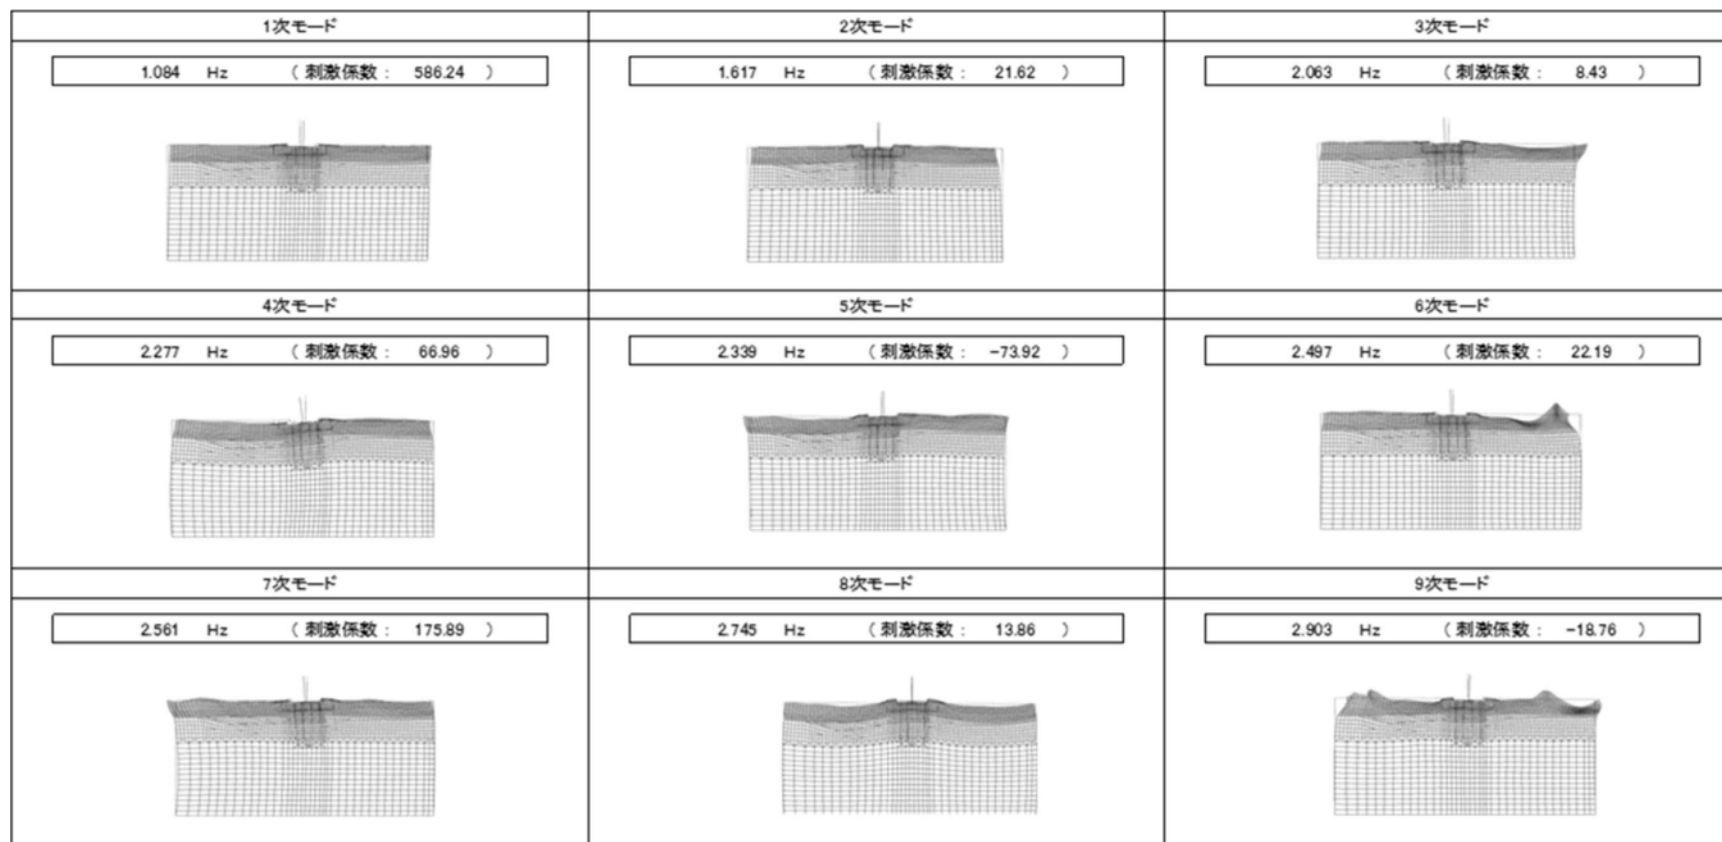 1次モード
2次モード
3次モード
1.084 Hz （ 刺激係数 ： 586.24 ）
1.617 Hz （ 刺激係数 ： 21.62 ）
2.063 Hz （ 刺激係数 ： 8.43 ）
4次モード
5次モード
6次モード
2.277 Hz （ 刺激係数 ： 66.96 ）
2.339 Hz （ 刺激係数 ： -73.92 ）
2.497 Hz （ 刺激係数 ： 22.19 ）
7次モード
8次モード
9次モード
2.561 Hz （ 刺激係数 ： 175.89 ）
2.745 Hz （ 刺激係数 ： 13.86 ）
2.903 Hz （ 刺激係数 ： -18.76 ）